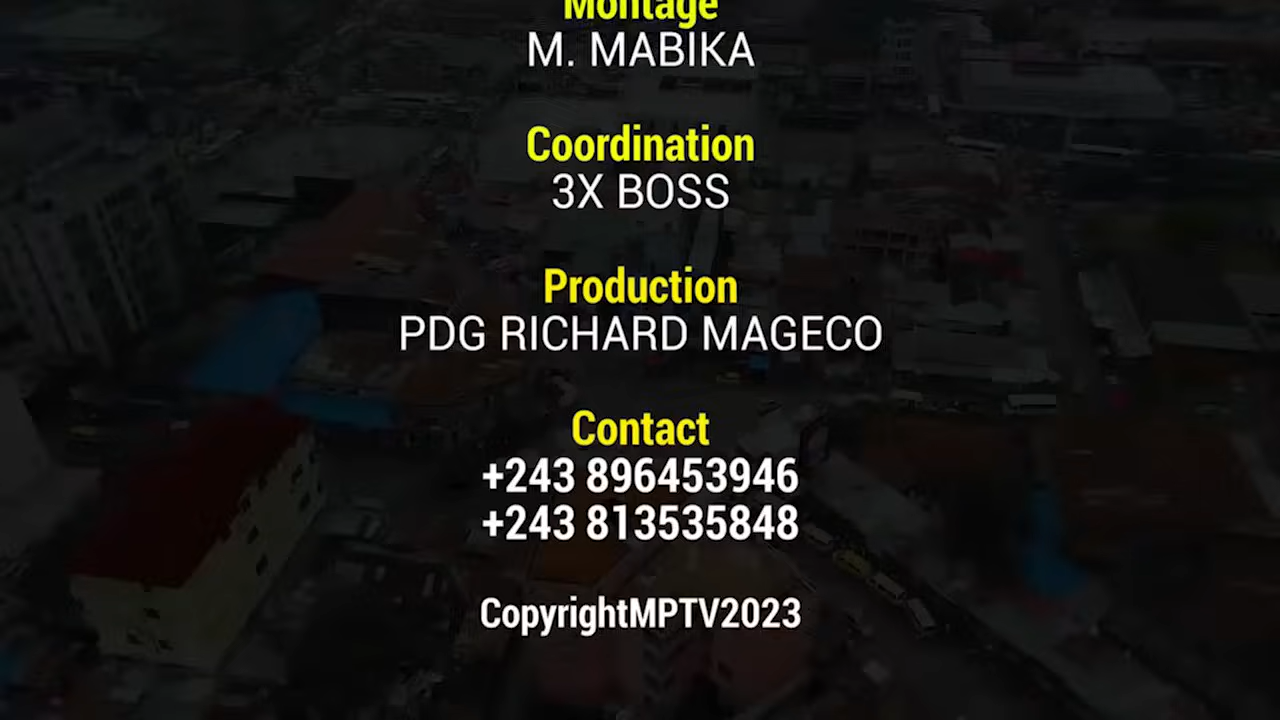 Montage
M. MABIKA
Coordination
3X BOSS
Production
PDG RICHARD MAGECO
Contact
+243 896453946
+243 813535848
CopyrightMPTV2023